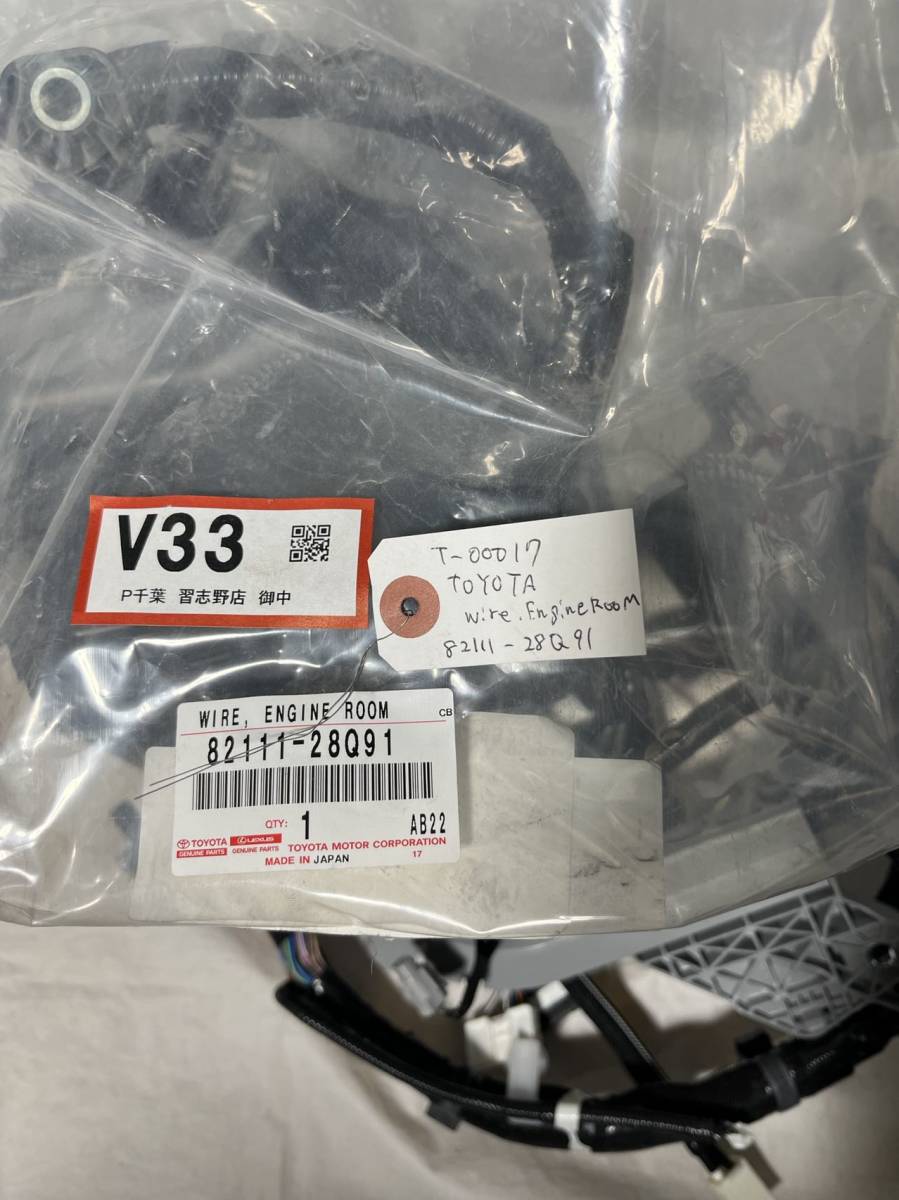 V33
P千葉 習志野店 御中
T-00017
TOYOTA
Wire. Engine RooM
82111-28Q91
WIRE, ENGINE ROOM
CB
82111-28Q91
QTY: 1
AB22
TOYOTA
GENUINE PARTS
LEXUS
GENUINE PARTS
TOYOTA MOTOR CORPORATION
MADE IN JAPAN
17